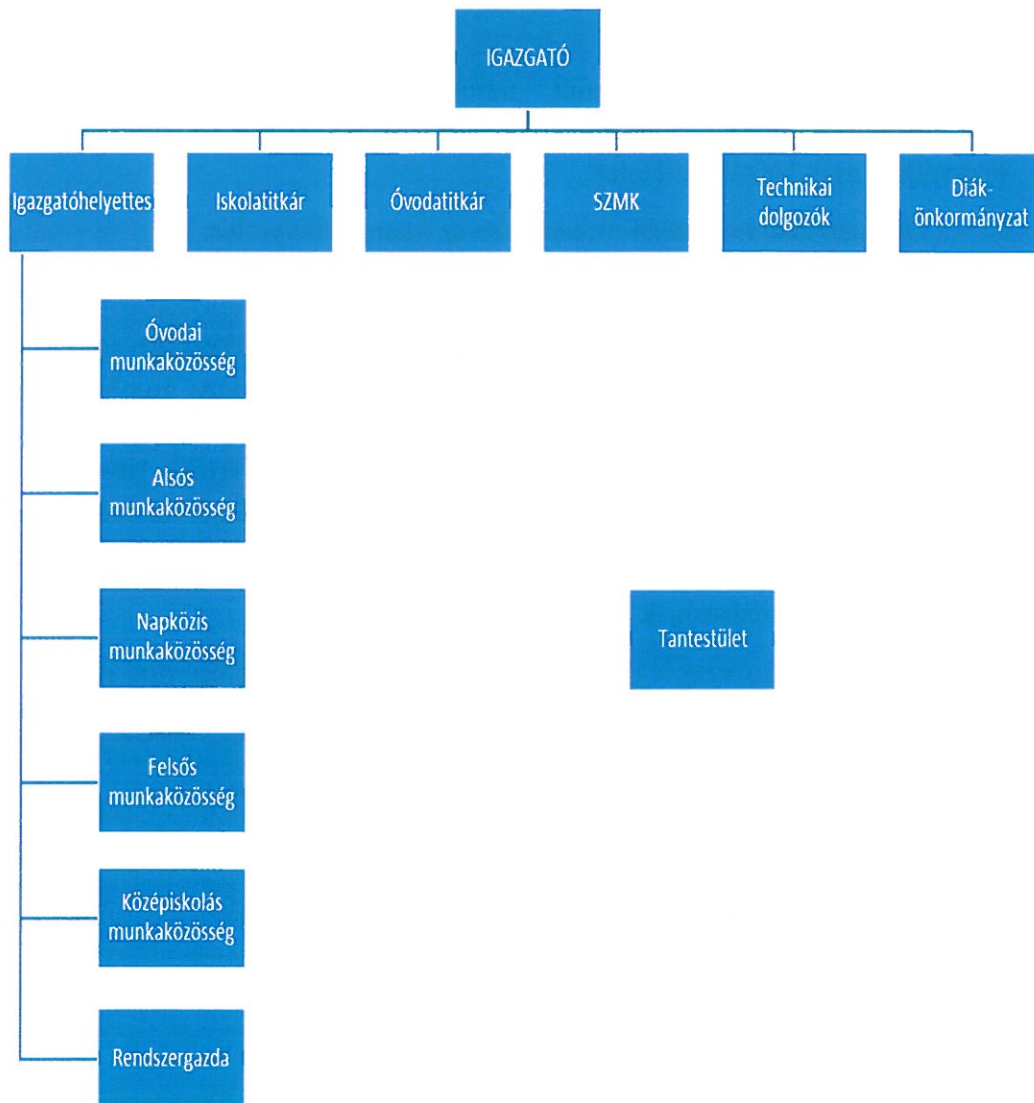 IGAZGATÓ
Igazgatóhelyettes
Iskolatitkár
Óvodatitkár
SZMK
Technikai
dolgozók
Diák-
önkormányzat
Óvodai
munkaközösség
Alsós
munkaközösség
Napközis
munkaközösség
Tantestület
Felsős
munkaközösség
Középiskolás
munkaközösség
Rendszergazda